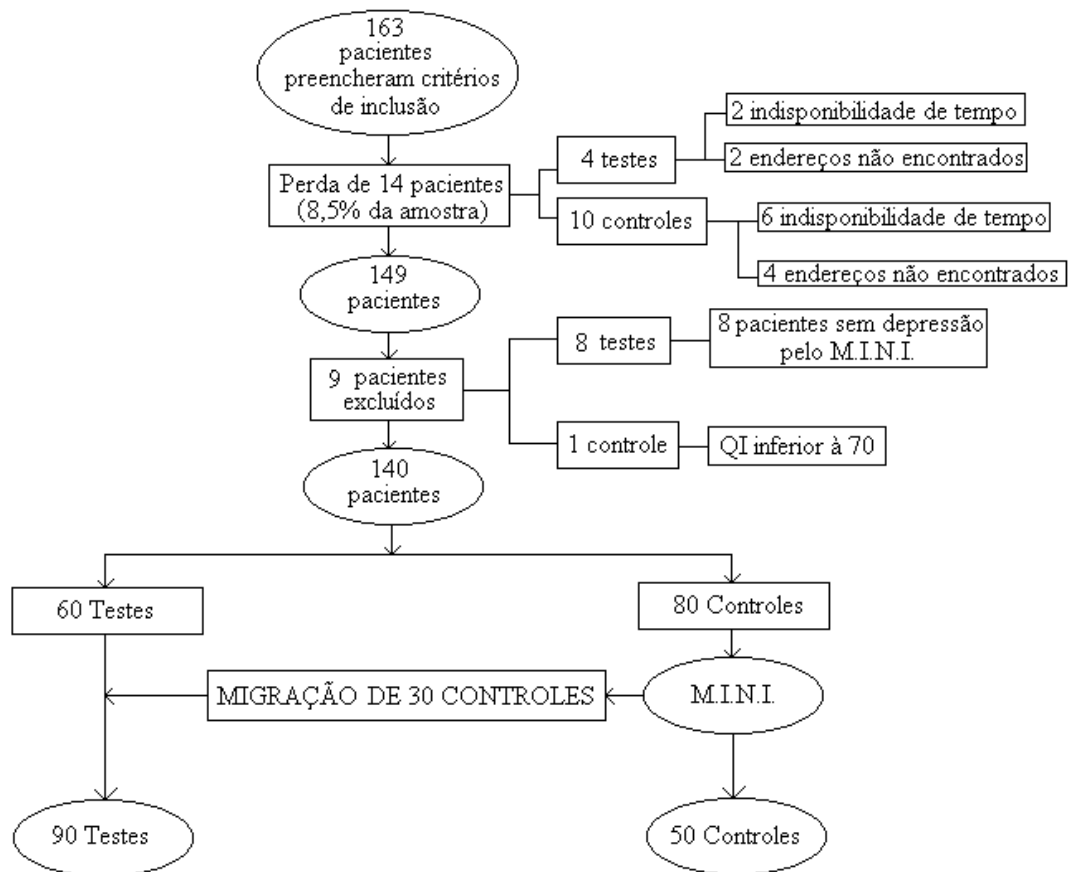 163
pacientes
preencheram critérios
de inclusão
Perda de 14 pacientes
(8,5% da amostra)
4 testes
2 indisponibilidade de tempo
2 endereços não encontrados
10 controles
6 indisponibilidade de tempo
4 endereços não encontrados
149
pacientes
9 pacientes
excluídos
8 testes
8 pacientes sem depressão
pelo M.I.N.I.
1 controle
QI inferior à 70
140
pacientes
60 Testes
80 Controles
MIGRAÇÃO DE 30 CONTROLES
M.I.N.I.
90 Testes
50 Controles